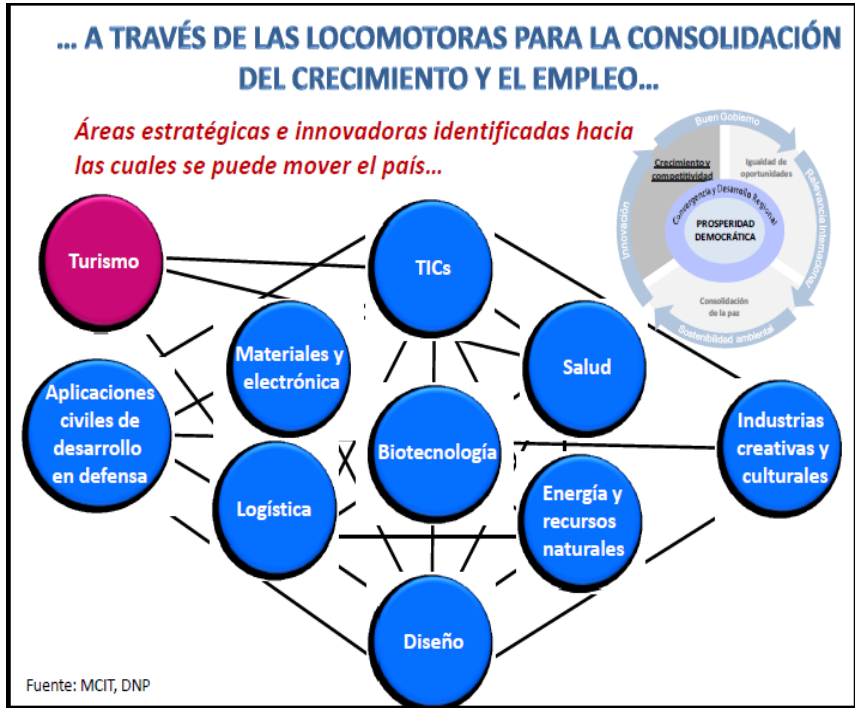 ... A TRAVÉS DE LAS LOCOMOTORAS PARA LA CONSOLIDACIÓN
DEL CRECIMIENTO Y EL EMPLEO...
Áreas estratégicas e innovadoras identificadas hacia
las cuales se puede mover el país...
Buen Gobierno
Crecimiento y
competitividad
Igualdad de
oportunidades
Innovación
Convergencia y Desarrollo Regional
Relevancia Internacional
PROSPERIDAD
DEMOCRÁTICA
Consolidación
de la paz
Sostenibilidad ambiental
Turismo
TICs
Materiales y
electrónica
Salud
Aplicaciones
civiles de
desarrollo
en defensa
Biotecnología
Industrias
creativas y
culturales
Logística
Energía y
recursos
naturales
Diseño
Fuente: MCIT, DNP